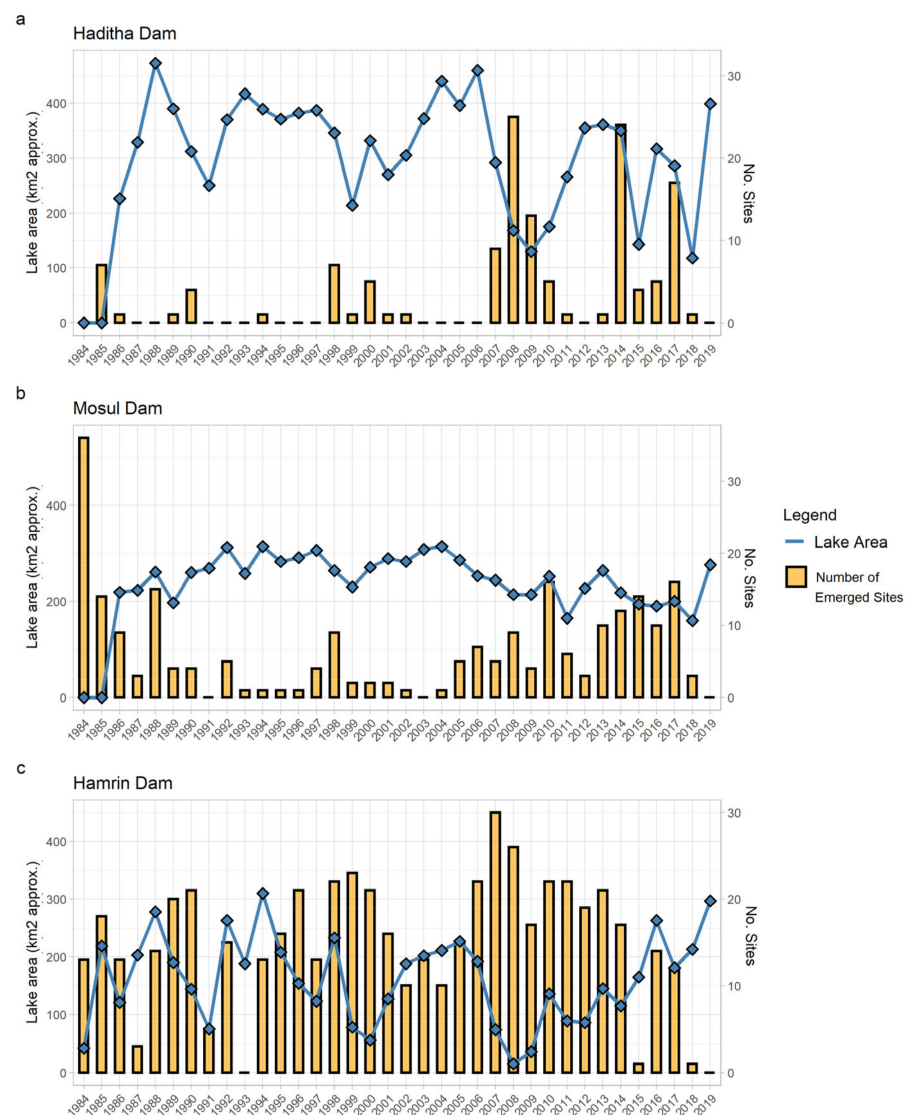 a
Haditha Dam
400
300
200
100
0
Lake area (km2 approx.)
30
20
10
0
No. Sites
1984 1985 1986 1987 1988 1989 1990 1991 1992 1993 1994 1995 1996 1997 1998 1999 2000 2001 2002 2003 2004 2005 2006 2007 2008 2009 2010 2011 2012 2013 2014 2015 2016 2017 2018 2019
b
Mosul Dam
400
200
0
Lake area (km2 approx.)
30
20
10
0
No. Sites
1984 1985 1986 1987 1988 1989 1990 1991 1992 1993 1994 1995 1996 1997 1998 1999 2000 2001 2002 2003 2004 2005 2006 2007 2008 2009 2010 2011 2012 2013 2014 2015 2016 2017 2018 2019
Legend
Lake Area
Number of
Emerged Sites
c
Hamrin Dam
400
300
200
100
0
Lake area (km2 approx.)
30
20
10
0
No. Sites
1984 1985 1986 1987 1988 1989 1990 1991 1992 1993 1994 1995 1996 1997 1998 1999 2000 2001 2002 2003 2004 2005 2006 2007 2008 2009 2010 2011 2012 2013 2014 2015 2016 2017 2018 2019